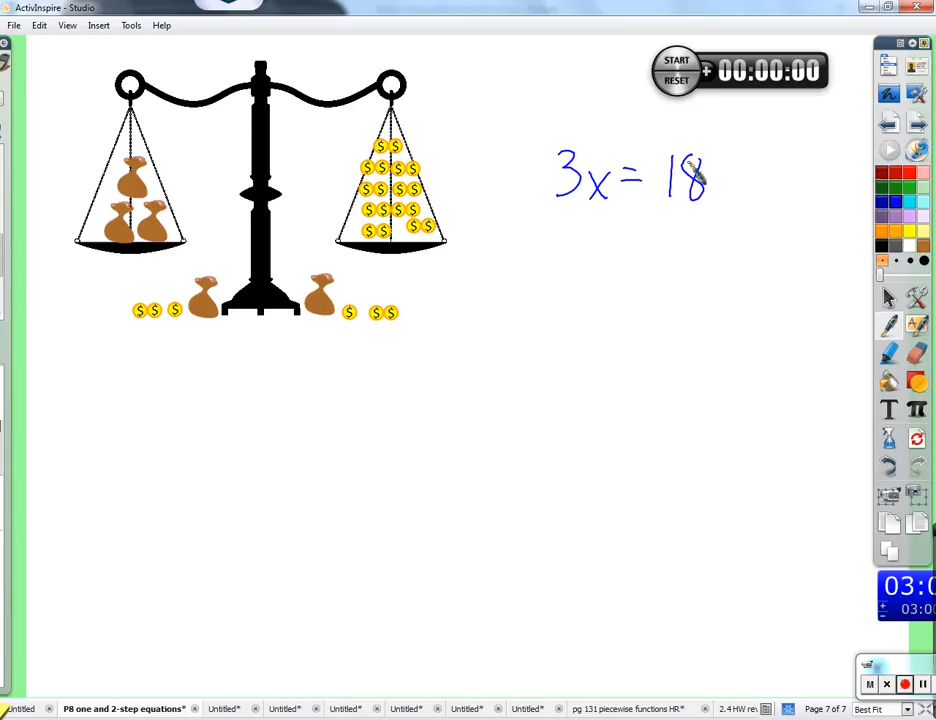 ActivInspire - Studio
File Edit View Insert Tools Help
START
RESET
00:00:00
3x = 18
$$
$$ $$
$$ $$
$$ $$
$$ $$
$$ $
$ $$
T π
03:0
03:00
M
Untitled P8 one and 2-step equations* Untitled* Untitled* Untitled* Untitled* Untitled* Untitled* pg 131 piecewise functions HR* 2.4 HW rev Page 7 of 7 Best Fit